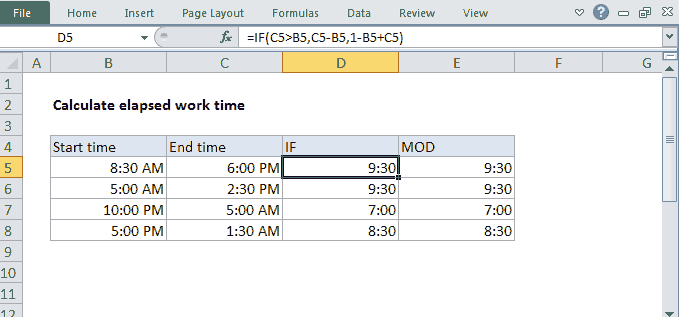 File Home Insert Page Layout Formulas Data Review View
D5 fx =IF(C5>B5,C5-B5,1-B5+C5)
A B C D E F G
1
2 Calculate elapsed work time
3
4 Start time End time IF MOD
5 8:30 AM 6:00 PM 9:30 9:30
6 5:00 AM 2:30 PM 9:30 9:30
7 10:00 PM 5:00 AM 7:00 7:00
8 5:00 PM 1:30 AM 8:30 8:30
9
10
11
12